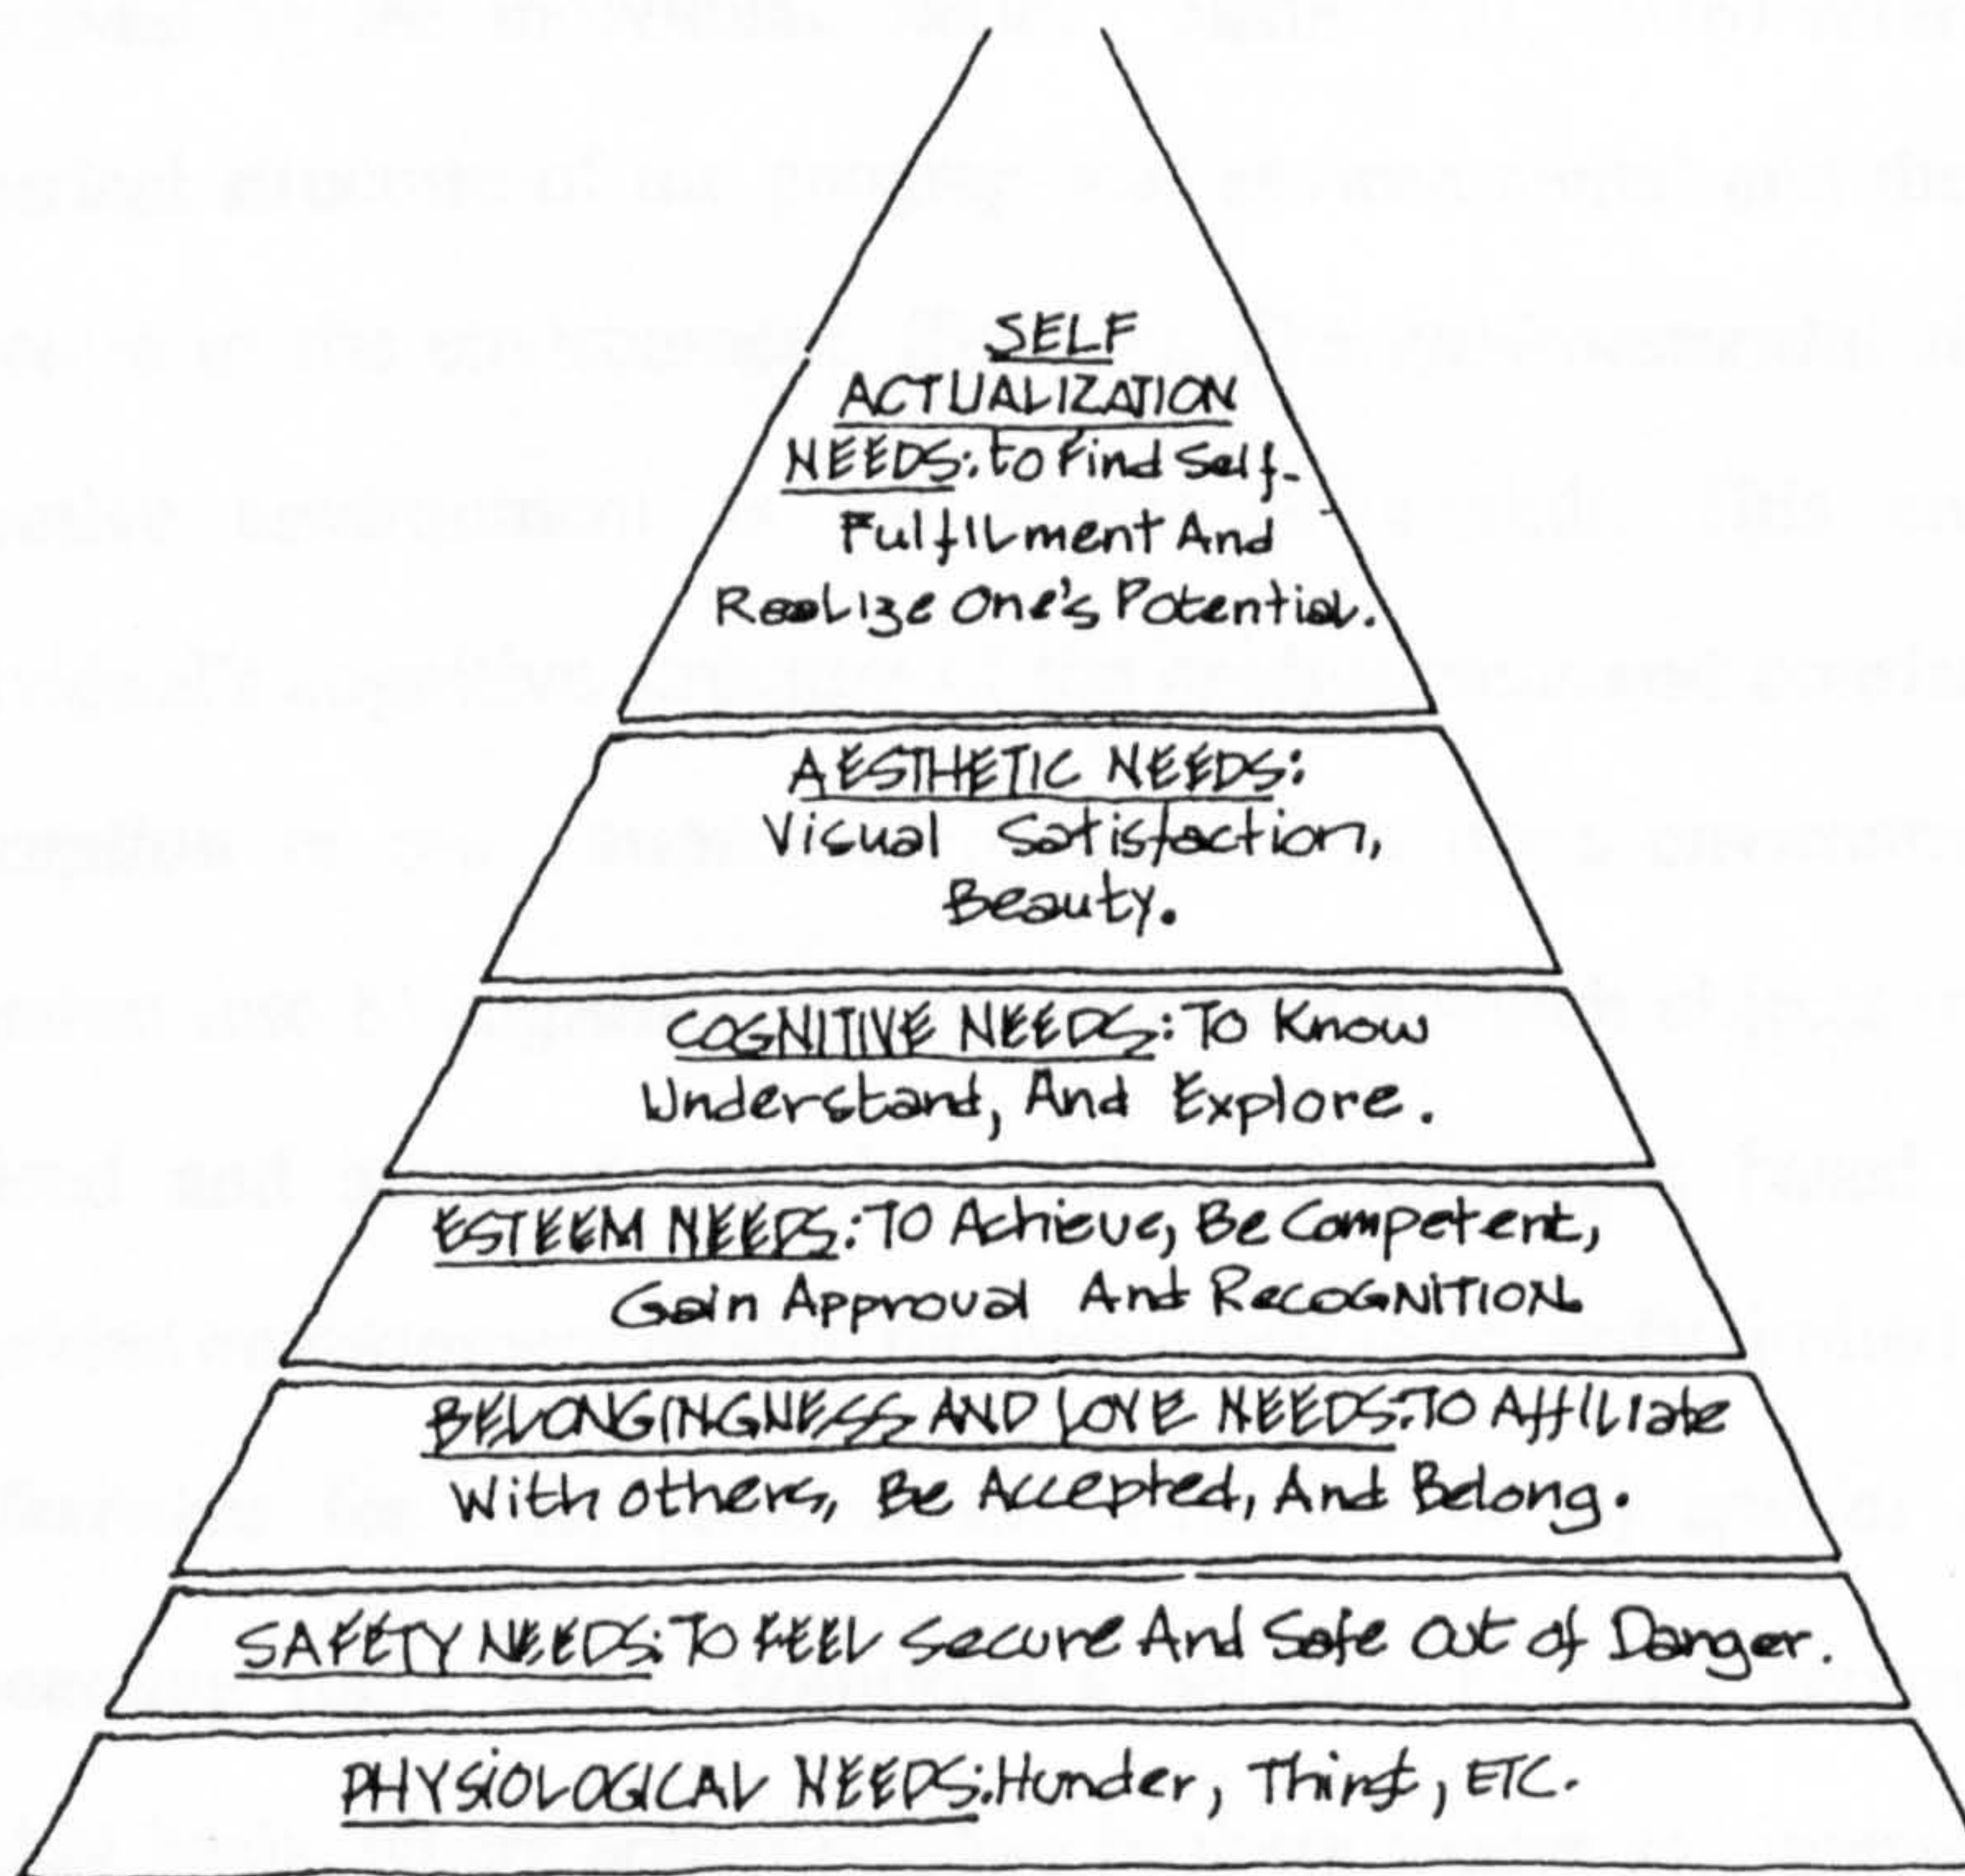 SELF
ACTUALIZATION
NEEDS: to Find Self-
Fulfilment And
Realize One's Potential.
AESTHETIC NEEDS:
Visual Satisfaction,
Beauty.
COGNITIVE NEEDS: To Know
Understand, And Explore.
ESTEEM NEEDS: To Achieve, Be Competent,
Gain Approval And RECOGNITION.
BELONGINGNESS AND LOVE NEEDS: To Affiliate
With others, Be Accepted, And Belong.
SAFETY NEEDS: To FEEL Secure And Safe Out of Danger.
PHYSIOLOGICAL NEEDS: Hunder, Thirst, ETC.